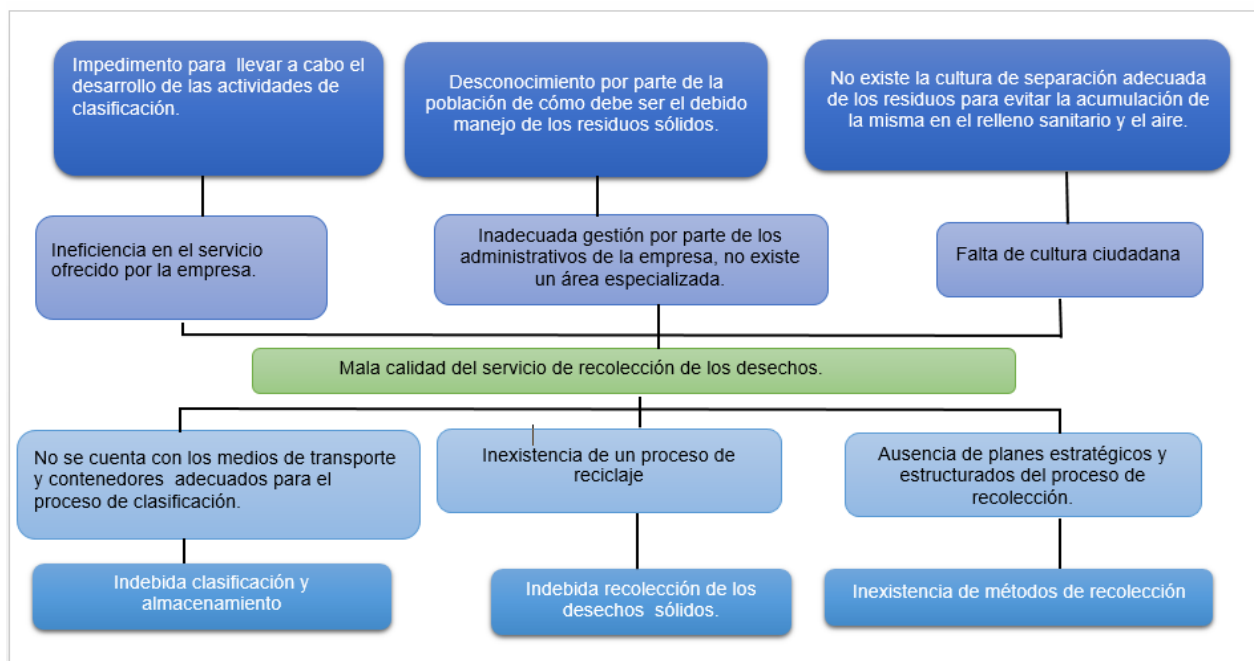 Impedimento para llevar a cabo el
desarrollo de las actividades de
clasificación.
Desconocimiento por parte de la
población de cómo debe ser el debido
manejo de los residuos sólidos.
No existe la cultura de separación adecuada
de los residuos para evitar la acumulación de
la misma en el relleno sanitario y el aire.
Ineficiencia en el servicio
ofrecido por la empresa.
Inadecuada gestión por parte de los
administrativos de la empresa, no existe
un área especializada.
Falta de cultura ciudadana
Mala calidad del servicio de recolección de los desechos.
No se cuenta con los medios de transporte
y contenedores adecuados para el
proceso de clasificación.
Inexistencia de un proceso de
reciclaje
Ausencia de planes estratégicos y
estructurados del proceso de
recolección.
Indebida clasificación y
almacenamiento
Indebida recolección de los
desechos sólidos.
Inexistencia de métodos de recolección